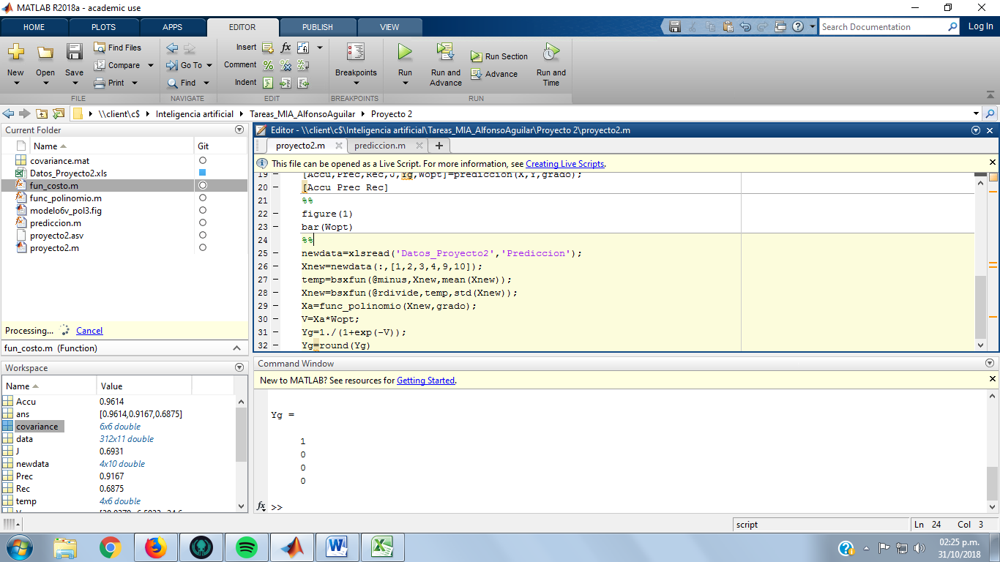 MATLAB R2018a - academic use
HOME PLOTS APPS EDITOR PUBLISH VIEW
Search Documentation Log In
New Open Save Find Files Compare Print
Go To Find
Insert fx
Comment
Indent
Breakpoints
Run Run and Advance Run Section Advance Run and Time
FILE NAVIGATE EDIT BREAKPOINTS RUN
\\client\c$ Inteligencia artificial Tareas_MIA_AlfonsoAguilar Proyecto 2
Current Folder
Name Git
covariance.mat
Datos_Proyecto2.xls
fun_costo.m
func_polinomio.m
modelo6v_pol3.fig
prediccion.m
proyecto2.asv
proyecto2.m
Processing... Cancel
fun_costo.m (Function)
Workspace
Name Value
Accu 0.9614
ans [0.9614,0.9167,0.6875]
covariance 6x6 double
data 312x11 double
J 0.6931
newdata 4x10 double
Prec 0.9167
Rec 0.6875
temp 4x6 double
Editor - \\client\c$\Inteligencia artificial\Tareas_MIA_AlfonsoAguilar\Proyecto 2\proyecto2.m
proyecto2.m prediccion.m
This file can be opened as a Live Script. For more information, see Creating Live Scripts.
19 [Accu,Prec,Rec,J,Yg,Wopt]=prediccion(X,Y,grado);
20 [Accu Prec Rec]
21 %%
22 figure(1)
23 bar(Wopt)
24 %%
25 newdata=xlsread('Datos_Proyecto2','Prediccion');
26 Xnew=newdata(:,[1,2,3,4,9,10]);
27 temp=bsxfun(@minus,Xnew,mean(Xnew));
28 Xnew=bsxfun(@rdivide,temp,std(Xnew));
29 Xa=func_polinomio(Xnew,grado);
30 V=Xa*Wopt;
31 Yg=1./(1+exp(-V));
32 Yg=round(Yg)
Command Window
New to MATLAB? See resources for Getting Started.
Yg =
1
0
0
0
fx >>
script Ln 24 Col 3
02:25 p.m.
31/10/2018